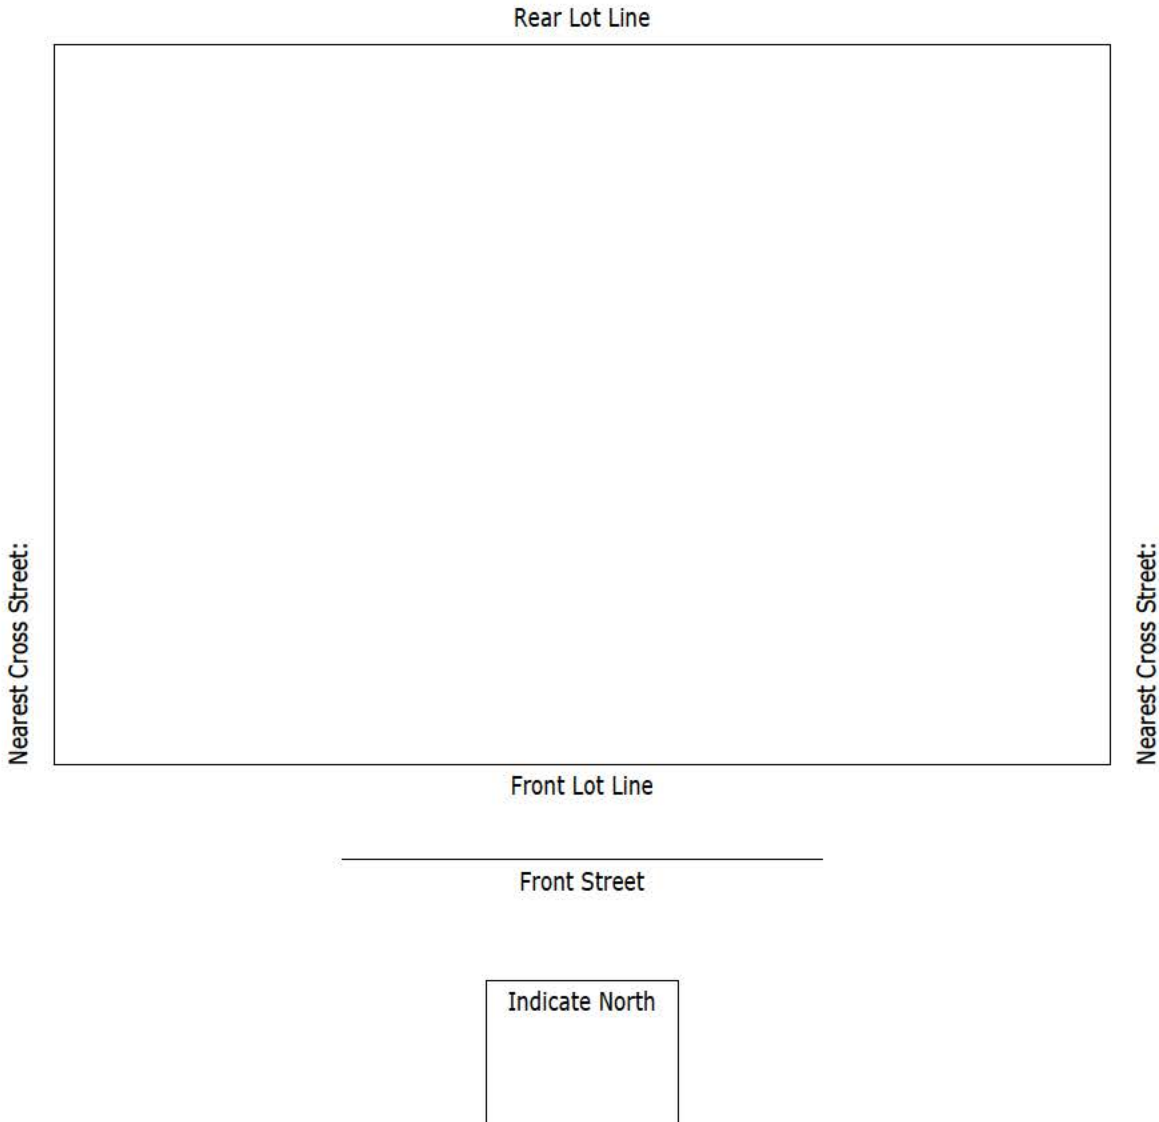 Rear Lot Line
Nearest Cross Street:
Nearest Cross Street:
Front Lot Line
Front Street
Indicate North